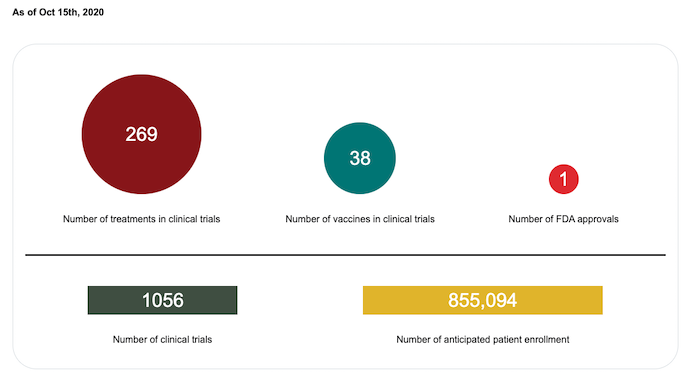 As of Oct 15th, 2020
269
38
1
Number of treatments in clinical trials
Number of vaccines in clinical trials
Number of FDA approvals
1056
855,094
Number of clinical trials
Number of anticipated patient enrollment